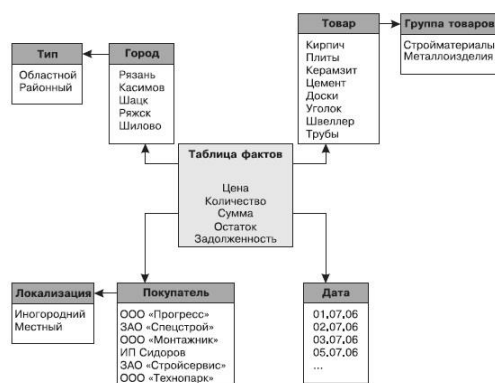 Тип
Областной
Районный
Город
Рязань
Касимов
Шацк
Ряжск
Шилово
Товар
Кирпич
Плиты
Керамзит
Цемент
Доски
Уголок
Швеллер
Трубы
Группа товаров
Стройматериалы
Металлоизделия
Таблица фактов
Цена
Количество
Сумма
Остаток
Задолженность
Локализация
Иногородний
Местный
Покупатель
ООО «Прогресс»
ЗАО «Спецстрой»
ООО «Монтажник»
ИП Сидоров
ЗАО «Стройсервис»
ООО «Технопарк»
Дата
01.07.06
02.07.06
03.07.06
05.07.06
...